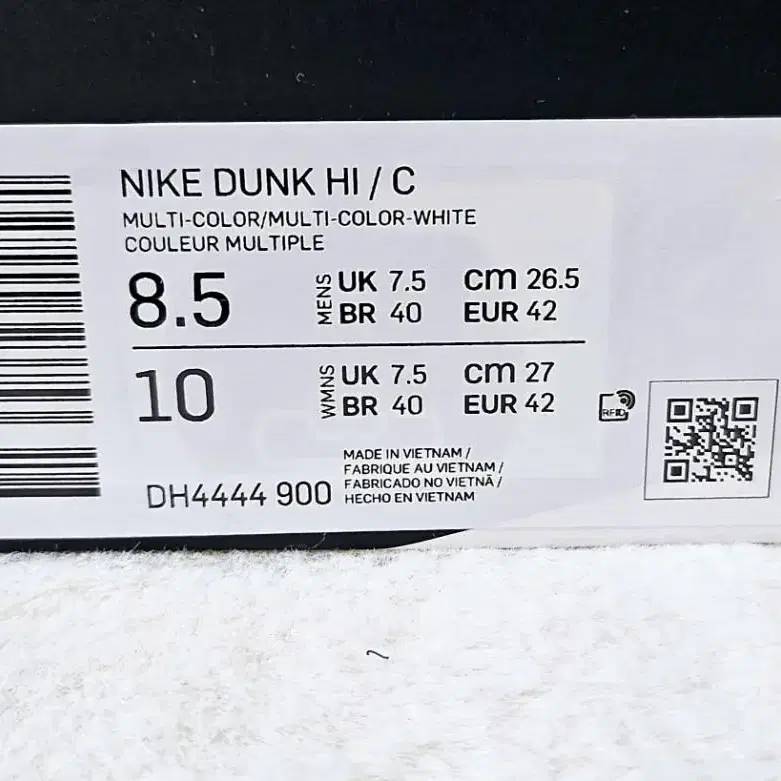 NIKE DUNK HI / C
MULTI-COLOR/MULTI-COLOR-WHITE
COULEUR MULTIPLE
8.5
MENS
UK 7.5 cm 26.5
BR 40 EUR 42
10
WMNS
UK 7.5 cm 27
BR 40 EUR 42
RFID
MADE IN VIETNAM /
FABRIQUE AU VIETNAM /
FABRICADO NO VIETNÃ /
HECHO EN VIETNAM
DH4444 900